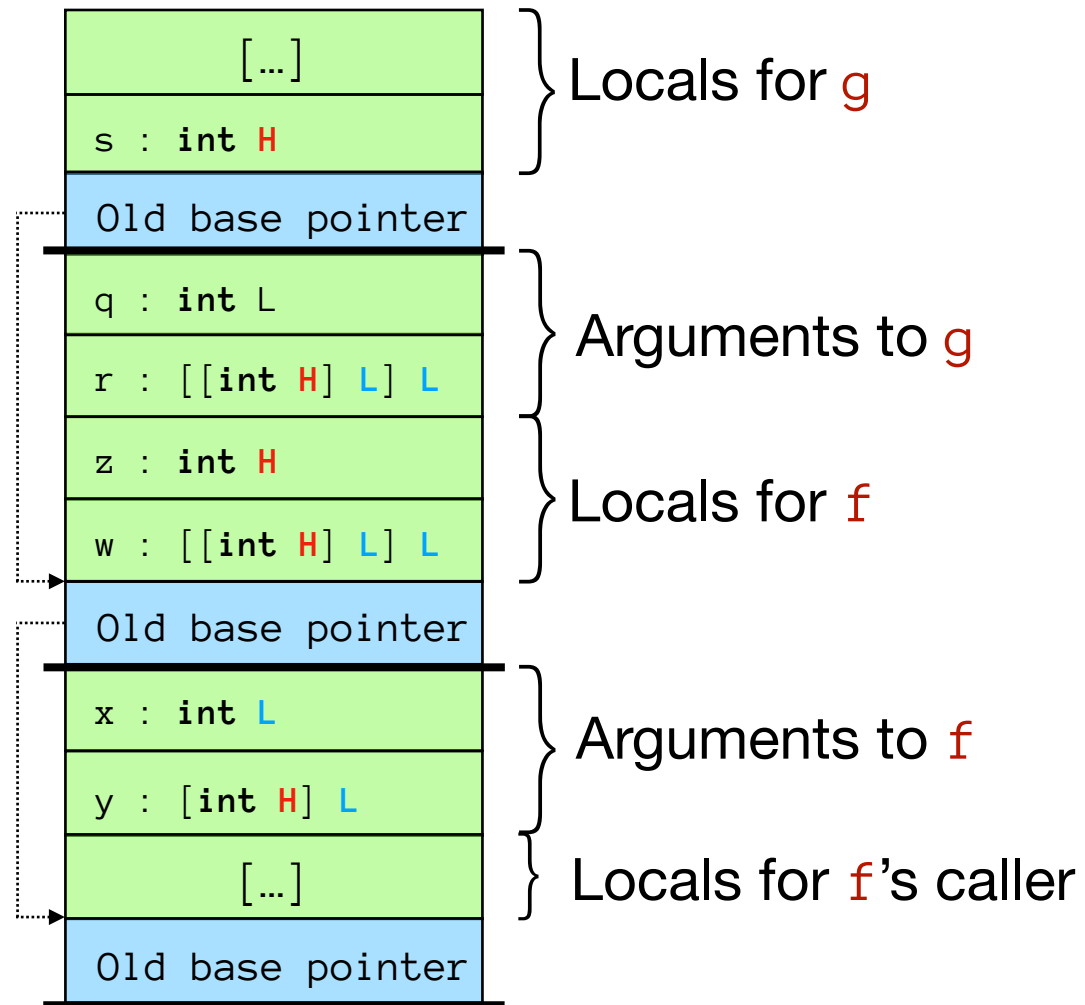 […]
s : int H
Locals for g
Old base pointer
q : int L
r : [[int H] L] L
Arguments to g
z : int H
w : [[int H] L] L
Locals for f
Old base pointer
x : int L
y : [int H] L
Arguments to f
[…]
Locals for f’s caller
Old base pointer